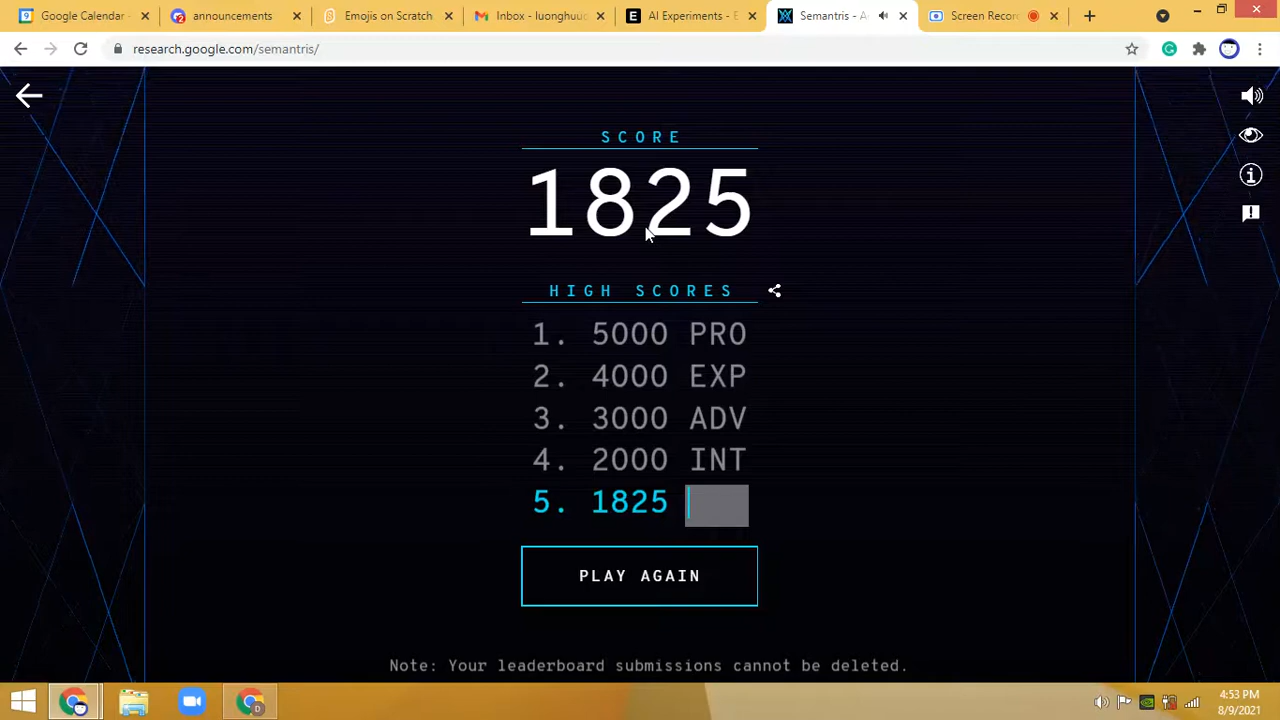 Google Calendar -
announcements
Emojis on Scratch
Inbox - luonghuu
AI Experiments - E
Semantris - A
Screen Recor
research.google.com/semantris/
SCORE
1825
HIGH SCORES
1. 5000 PRO
2. 4000 EXP
3. 3000 ADV
4. 2000 INT
5. 1825
PLAY AGAIN
Note: Your leaderboard submissions cannot be deleted.
4:53 PM
8/9/2021